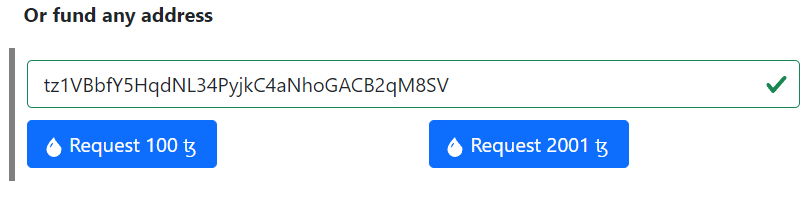 Or fund any address
tz1VBbfY5HqdNL34PyjkC4aNhoGACB2qM8SV
Request 100 ꜩ
Request 2001 ꜩ